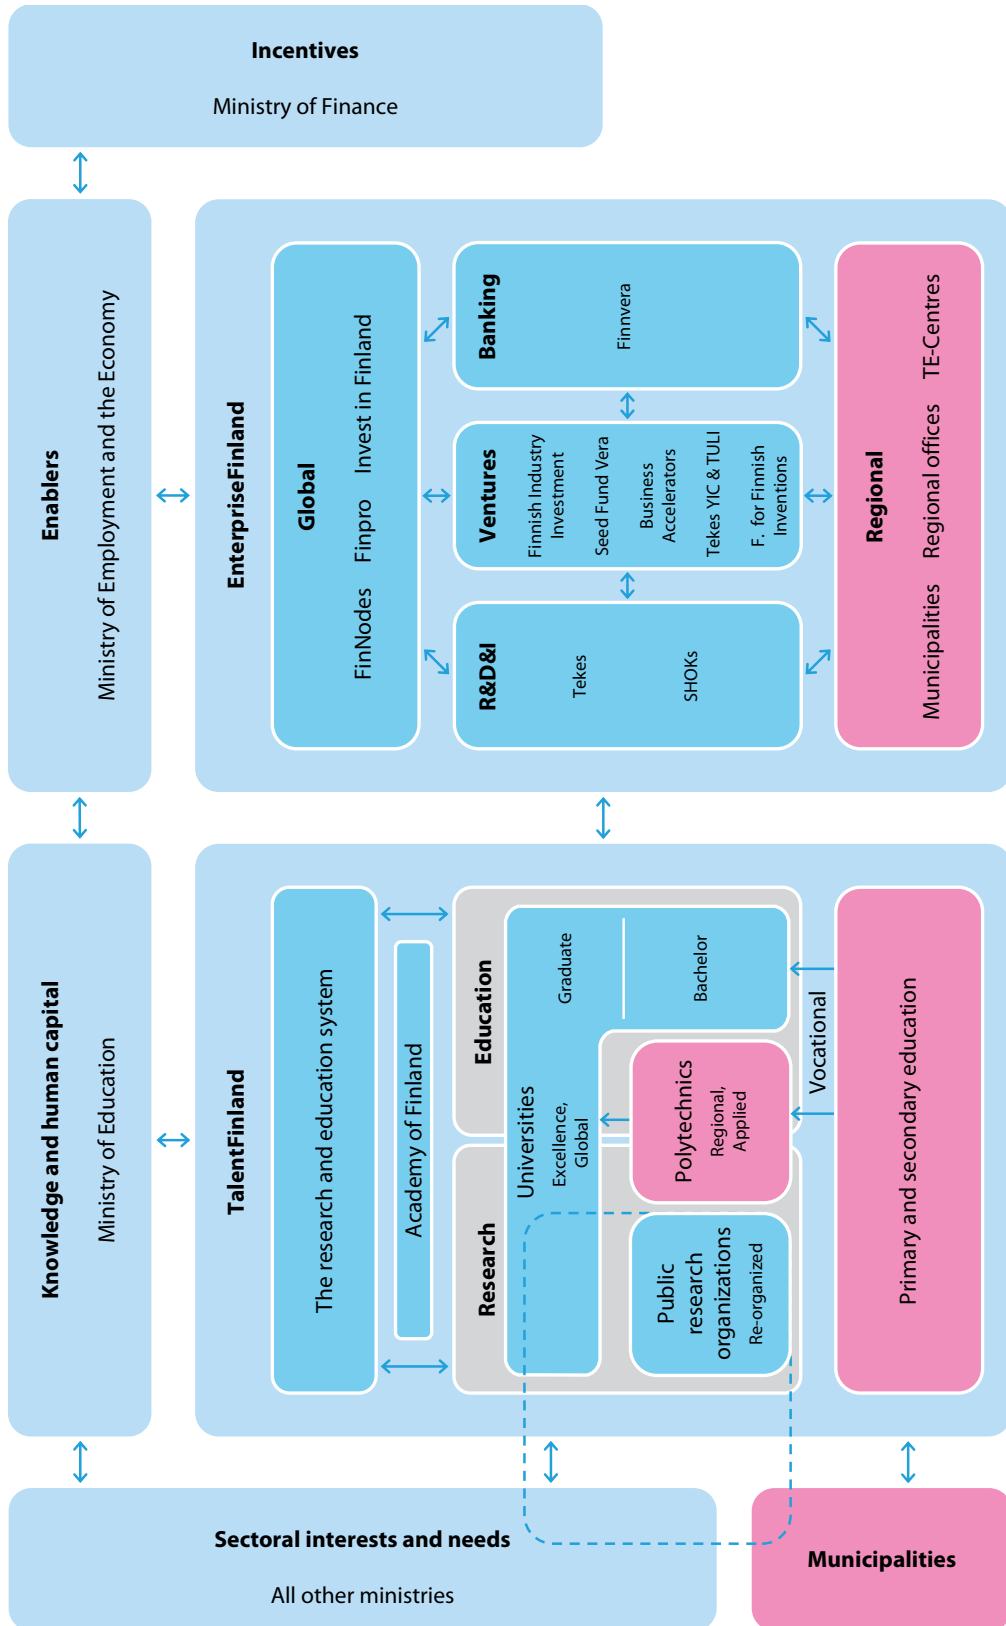 Incentives
Ministry of Finance
Enablers
Ministry of Employment and the Economy
EnterpriseFinland
Global
FinNodes
Finpro
Invest in Finland
R&D&I
Tekes
SHOKs
Ventures
Finnish Industry
Investment
Seed Fund Vera
Business
Accelerators
Tekes YIC & TULI
F. for Finnish
Inventions
Banking
Finnvera
Regional
Municipalities
Regional offices
TE-Centres
Knowledge and human capital
Ministry of Education
TalentFinland
The research and education system
Academy of Finland
Research
Education
Universities
Excellence,
Global
Graduate
Bachelor
Public
research
organizations
Re-organized
Polytechnics
Regional,
Applied
Vocational
Primary and secondary education
Sectoral interests and needs
All other ministries
Municipalities